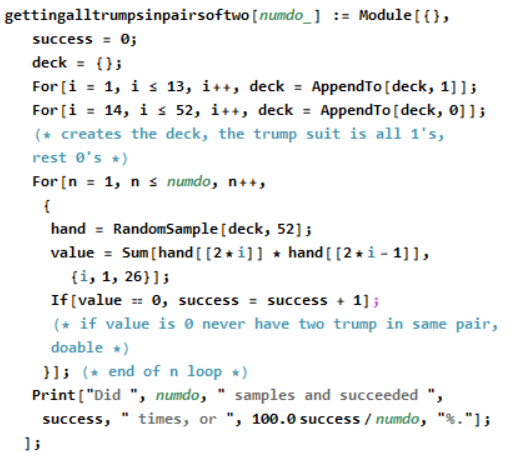 gettingalltrumpsinpairsoftwo[numdo_] := Module[{},
success = 0;
deck = {};
For[i = 1, i ≤ 13, i++, deck = AppendTo[deck, 1]];
For[i = 14, i ≤ 52, i++, deck = AppendTo[deck, 0]];
(* creates the deck, the trump suit is all 1's,
rest 0's *)
For[n = 1, n ≤ numdo, n++,
{
hand = RandomSample[deck, 52];
value = Sum[hand[[2 * i]] * hand[[2 * i - 1]],
{i, 1, 26}];
If[value == 0, success = success + 1];
(* if value is 0 never have two trump in same pair,
doable *)
}]; (* end of n loop *)
Print["Did ", numdo, " samples and succeeded ",
success, " times, or ", 100.0 success / numdo, "%."];
];